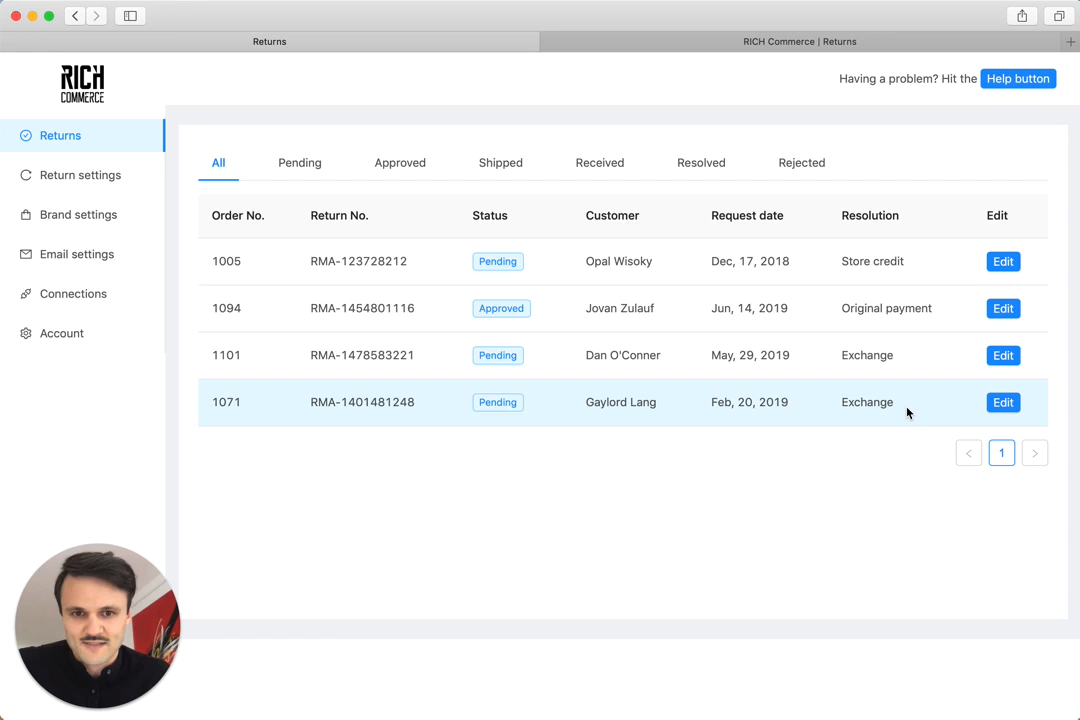 Returns
RICH Commerce | Returns
RICH
COMMERCE
Having a problem? Hit the Help button
Returns
Return settings
Brand settings
Email settings
Connections
Account
All Pending Approved Shipped Received Resolved Rejected
Order No. Return No. Status Customer Request date Resolution Edit
1005 RMA-123728212 Pending Opal Wisoky Dec, 17, 2018 Store credit Edit
1094 RMA-1454801116 Approved Jovan Zulauf Jun, 14, 2019 Original payment Edit
1101 RMA-1478583221 Pending Dan O'Conner May, 29, 2019 Exchange Edit
1071 RMA-1401481248 Pending Gaylord Lang Feb, 20, 2019 Exchange Edit
< 1 >